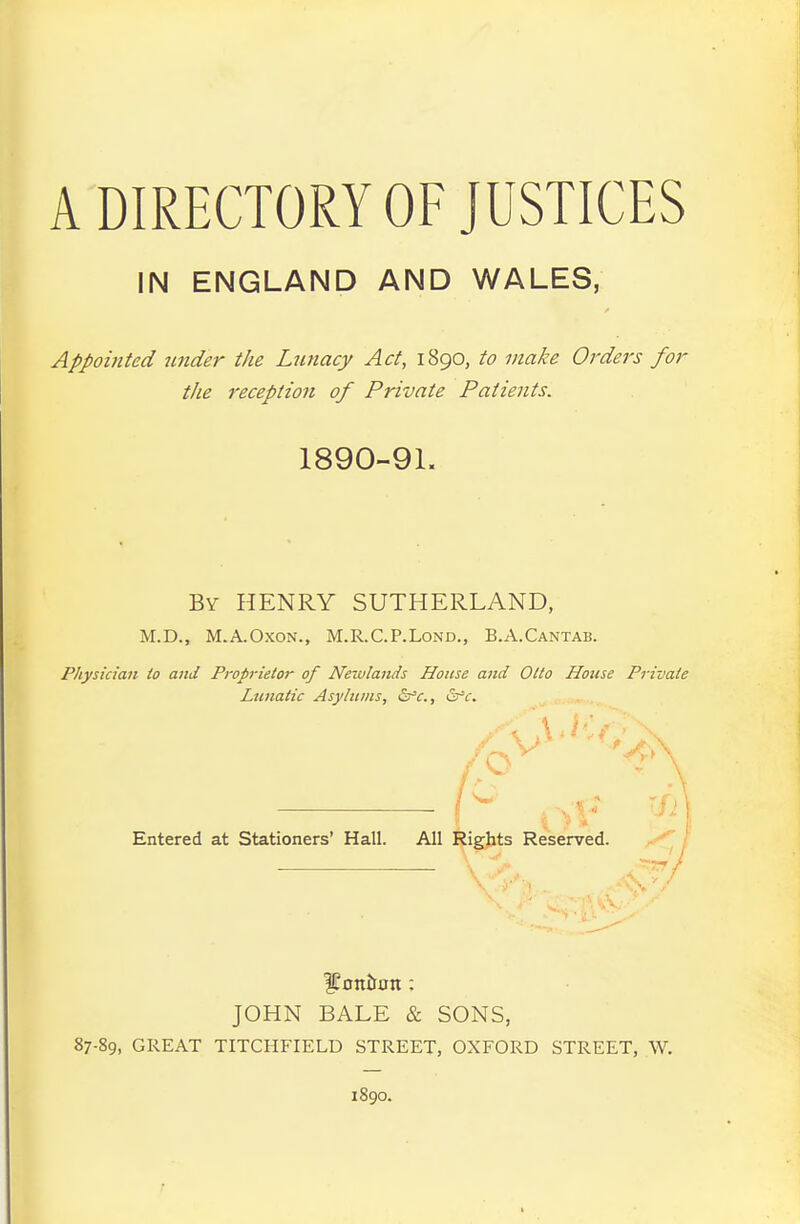 A DIRECTORY OF JUSTICES
IN ENGLAND AND WALES,
Appointed under the Lunacy Act, 1890, to make Orders for
the reception of Private Patients.
1890-91.
By HENRY SUTHERLAND,
M.D., M.A.Oxon., M.R.C.P.Lond., B.A.Cantab.
Physician to and Proprietor of Newlands House and Otto House Private
Lunatic Asylums, &c., &c.
Entered at Stationers' Hall. All Rights Reserved.
London:
JOHN BALE & SONS,
87-89, GREAT TITCHFIELD STREET, OXFORD STREET, W.
1890.